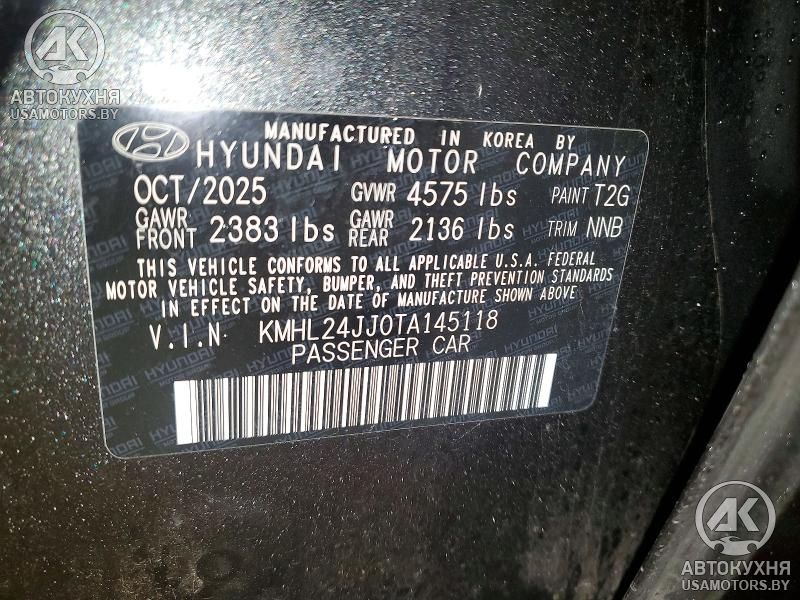 AK
АВТОКУХНЯ
USAMOTORS.BY
MANUFACTURED IN KOREA BY
HYUNDAI MOTOR COMPANY
OCT/2025 GVWR 4575 lbs PAINT T2G
GAWR FRONT 2383 lbs GAWR REAR 2136 lbs TRIM NNB
THIS VEHICLE CONFORMS TO ALL APPLICABLE U.S.A. FEDERAL
MOTOR VEHICLE SAFETY, BUMPER, AND THEFT PREVENTION STANDARDS
IN EFFECT ON THE DATE OF MANUFACTURE SHOWN ABOVE
V.I.N. KMHL24JJ0TA145118
PASSENGER CAR
AK
АВТОКУХНЯ
USAMOTORS.BY